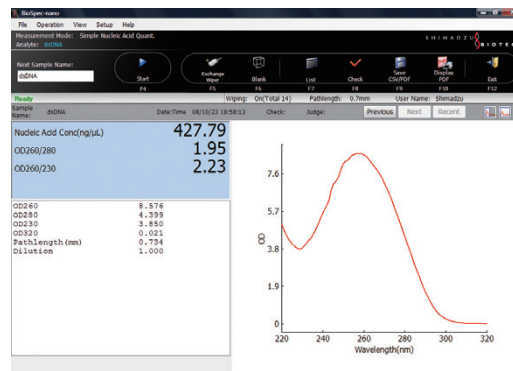 BioSpec-nano
File Operation View Setup Help
Measurement Mode: Simple Nucleic Acid Quant.
Analyte: dsDNA
SHIMADZU
BIOTEC
Next Sample Name:
dsDNA
Start
Exchange Wiper
Blank
List
Check
Save CSV/PDF
Display PDF
Exit
F4 F5 F6 F7 F8 F9 F10 F12
Ready Wiping: On(Total 14) Pathlength: 0.7mm User Name: Shimadzu
Sample Name: dsDNA Date:Time 08/10/23 18:58:13 Check: Judge: Previous Next Recent
Nucleic Acid Conc(ng/μL) 427.79
OD260/280 1.95
OD260/230 2.23
OD260 8.576
OD280 4.399
OD230 3.850
OD320 0.021
Pathlength(mm) 0.734
Dilution 1.000
OD
7.6
5.7
3.8
1.9
0
220 240 260 280 300 320
Wavelength(nm)